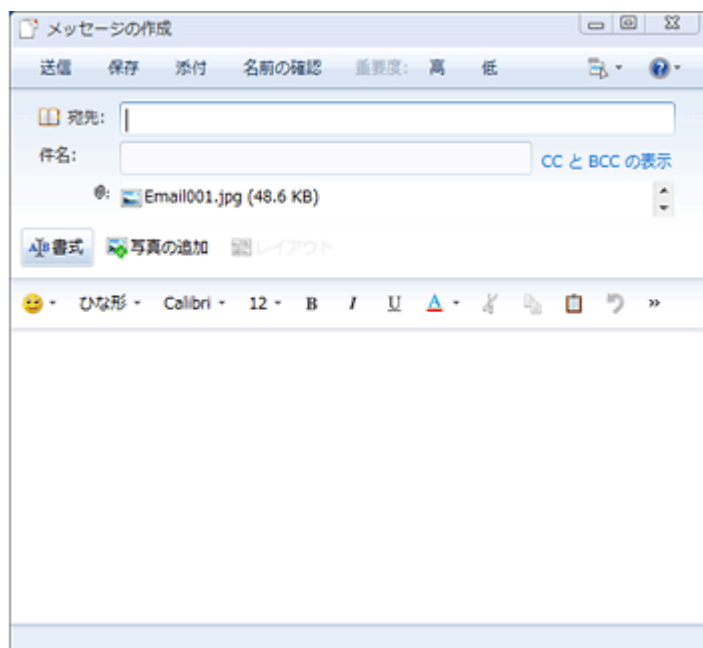 メッセージの作成
送信 保存 添付 名前の確認 重要度: 高 低
宛先:
件名: CC と BCC の表示
Email001.jpg (48.6 KB)
書式 写真の追加 レイアウト
ひな形 Calibri 12 B I U A »